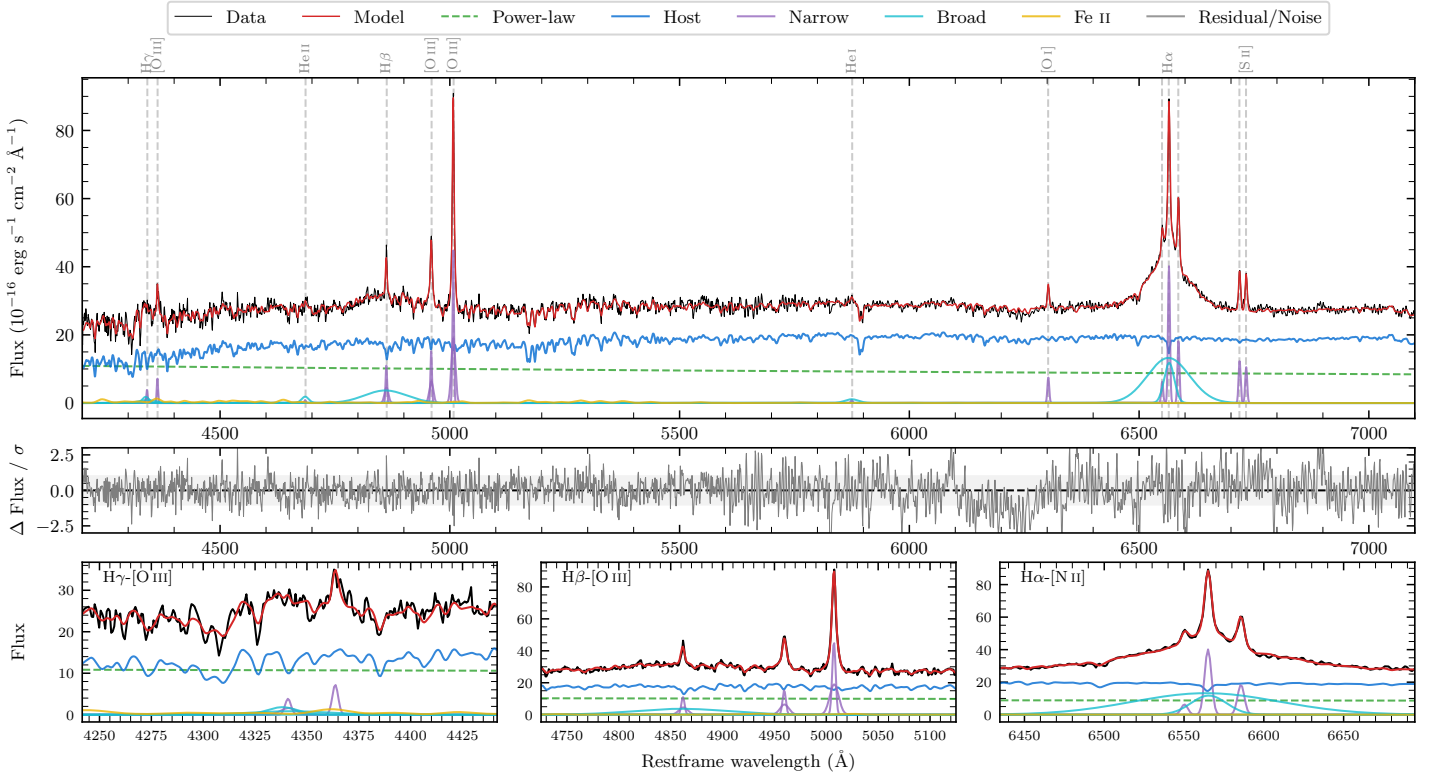 Data Model Power-law Host Narrow Broad Fe II Residual/Noise
Hγ [O III] He II Hβ [O III] [O III] He I [O I] Hα [S II]
Flux (10⁻¹⁶ erg s⁻¹ cm⁻² Å⁻¹)
80
60
40
20
0
4500 5000 5500 6000 6500 7000
Δ Flux / σ
2.5
0.0
−2.5
4500 5000 5500 6000 6500 7000
Flux
Hγ-[O III]
30
20
10
0
4250 4275 4300 4325 4350 4375 4400 4425
Hβ-[O III]
80
60
40
20
0
4750 4800 4850 4900 4950 5000 5050 5100
Hα-[N II]
80
60
40
20
0
6450 6500 6550 6600 6650
Restframe wavelength (Å)